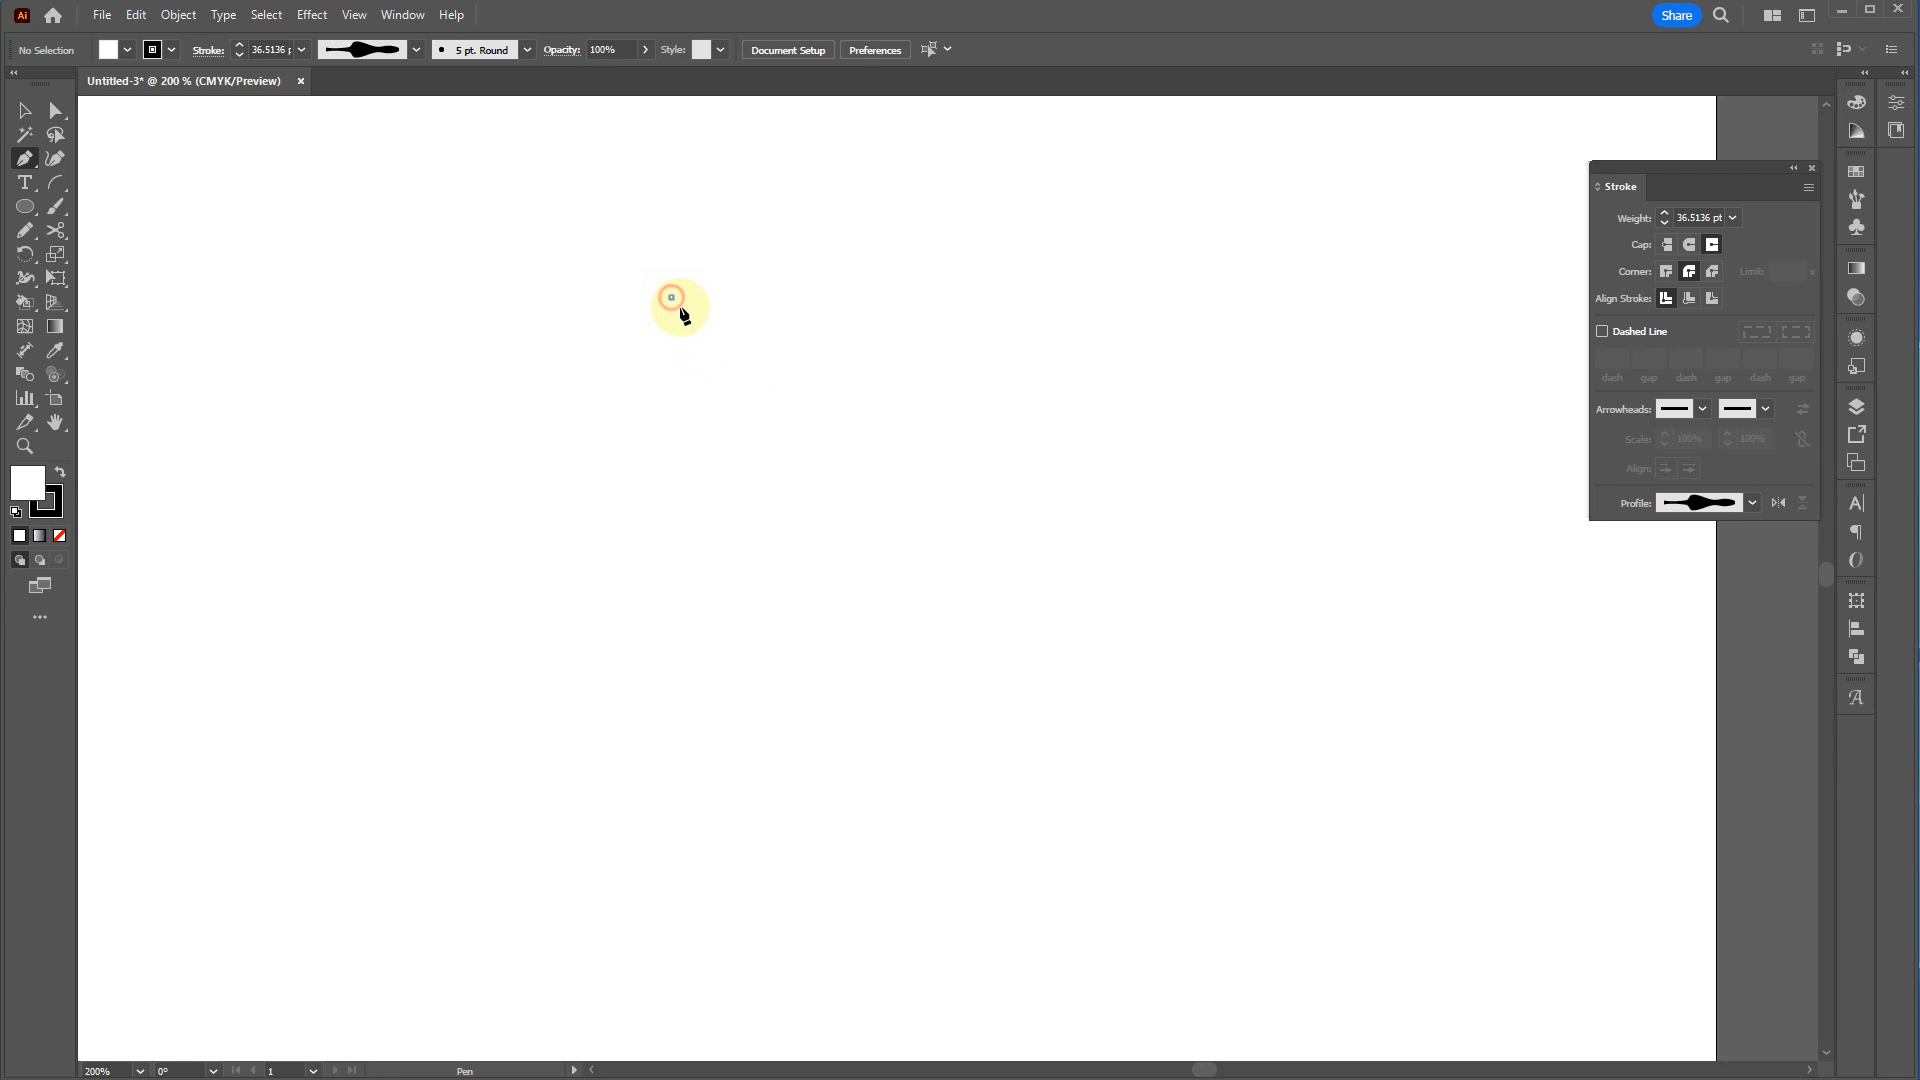 Ai File Edit Object Type Select Effect View Window Help Share
No Selection Stroke: 36.5136 p 5 pt. Round Opacity: 100% Style: Document Setup Preferences
Untitled-3* @ 200 % (CMYK/Preview) ×
Stroke
Weight: 36.5136 pt
Cap:
Corner: Limit: x
Align Stroke:
Dashed Line
dash gap dash gap dash gap
Arrowheads:
Scale: 100% 100%
Align:
Profile:
200% 0° 1 Pen